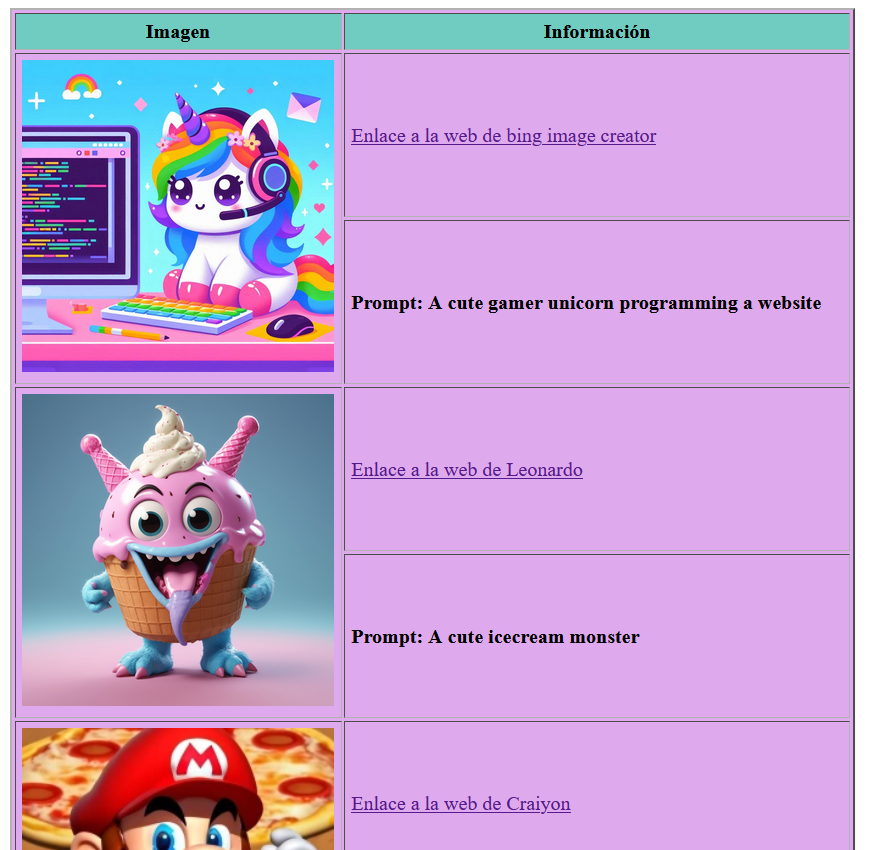 Imagen
Información
Enlace a la web de bing image creator
Prompt: A cute gamer unicorn programming a website
Enlace a la web de Leonardo
Prompt: A cute icecream monster
M
Enlace a la web de Craiyon